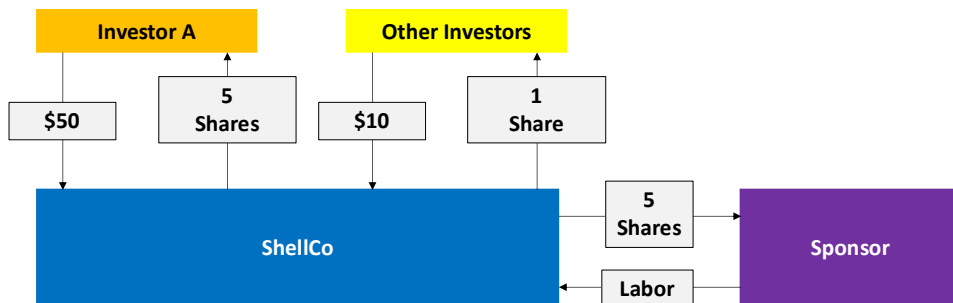 Investor A
Other Investors
$50
5
Shares
$10
1
Share
ShellCo
5
Shares
Sponsor
Labor